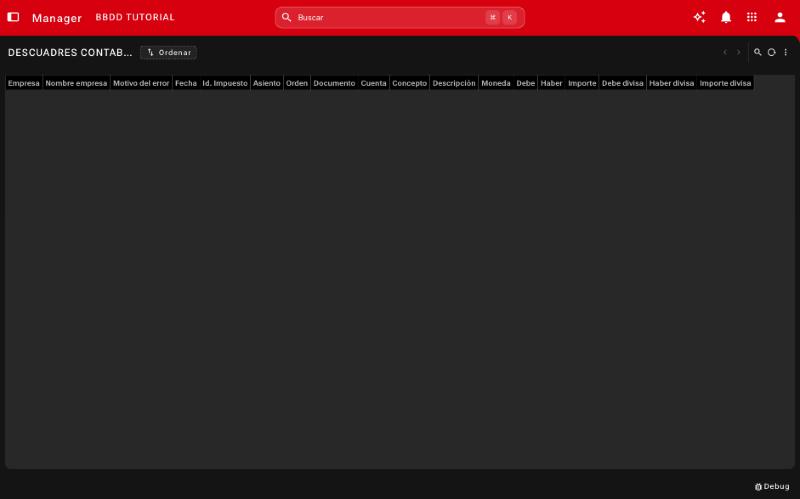 Manager BBDD TUTORIAL Buscar ⌘ K
DESCUADRES CONTAB... Ordenar
Empresa Nombre empresa Motivo del error Fecha Id. Impuesto Asiento Orden Documento Cuenta Concepto Descripción Moneda Debe Haber Importe Debe divisa Haber divisa Importe divisa
Debug